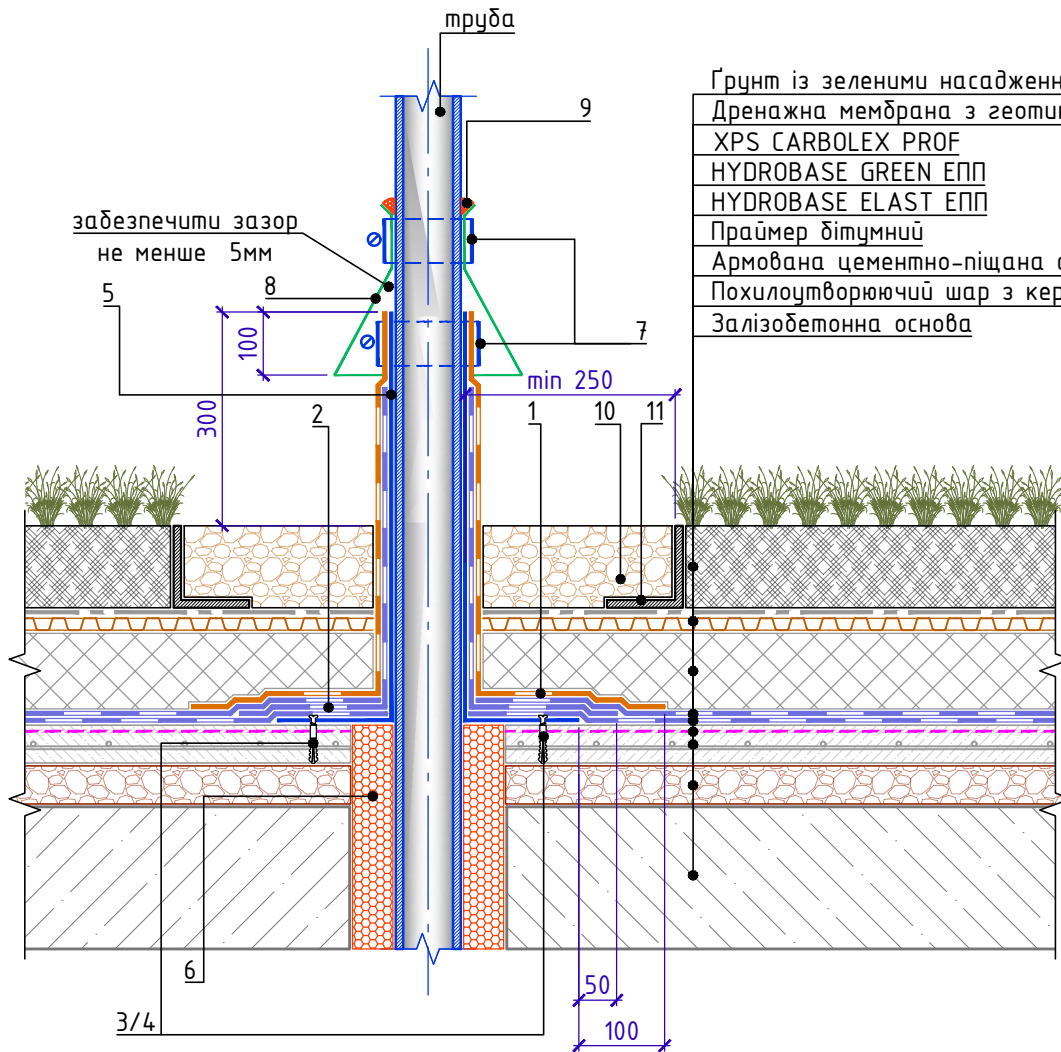 труба
Ґрунт із зеленими насадження
Дренажна мембрана з геоти
XPS CARBOLEX PROF
HYDROBASE GREEN ЕПП
HYDROBASE ELAST ЕПП
Праймер бітумний
Армована цементно-піщана
Похилоутворюючий шар з кер
Залізобетонна основа
9
забезпечити зазор
не менше 5мм
8
5
7
100
300
min 250
2
1
10
11
6
3/4
50
100